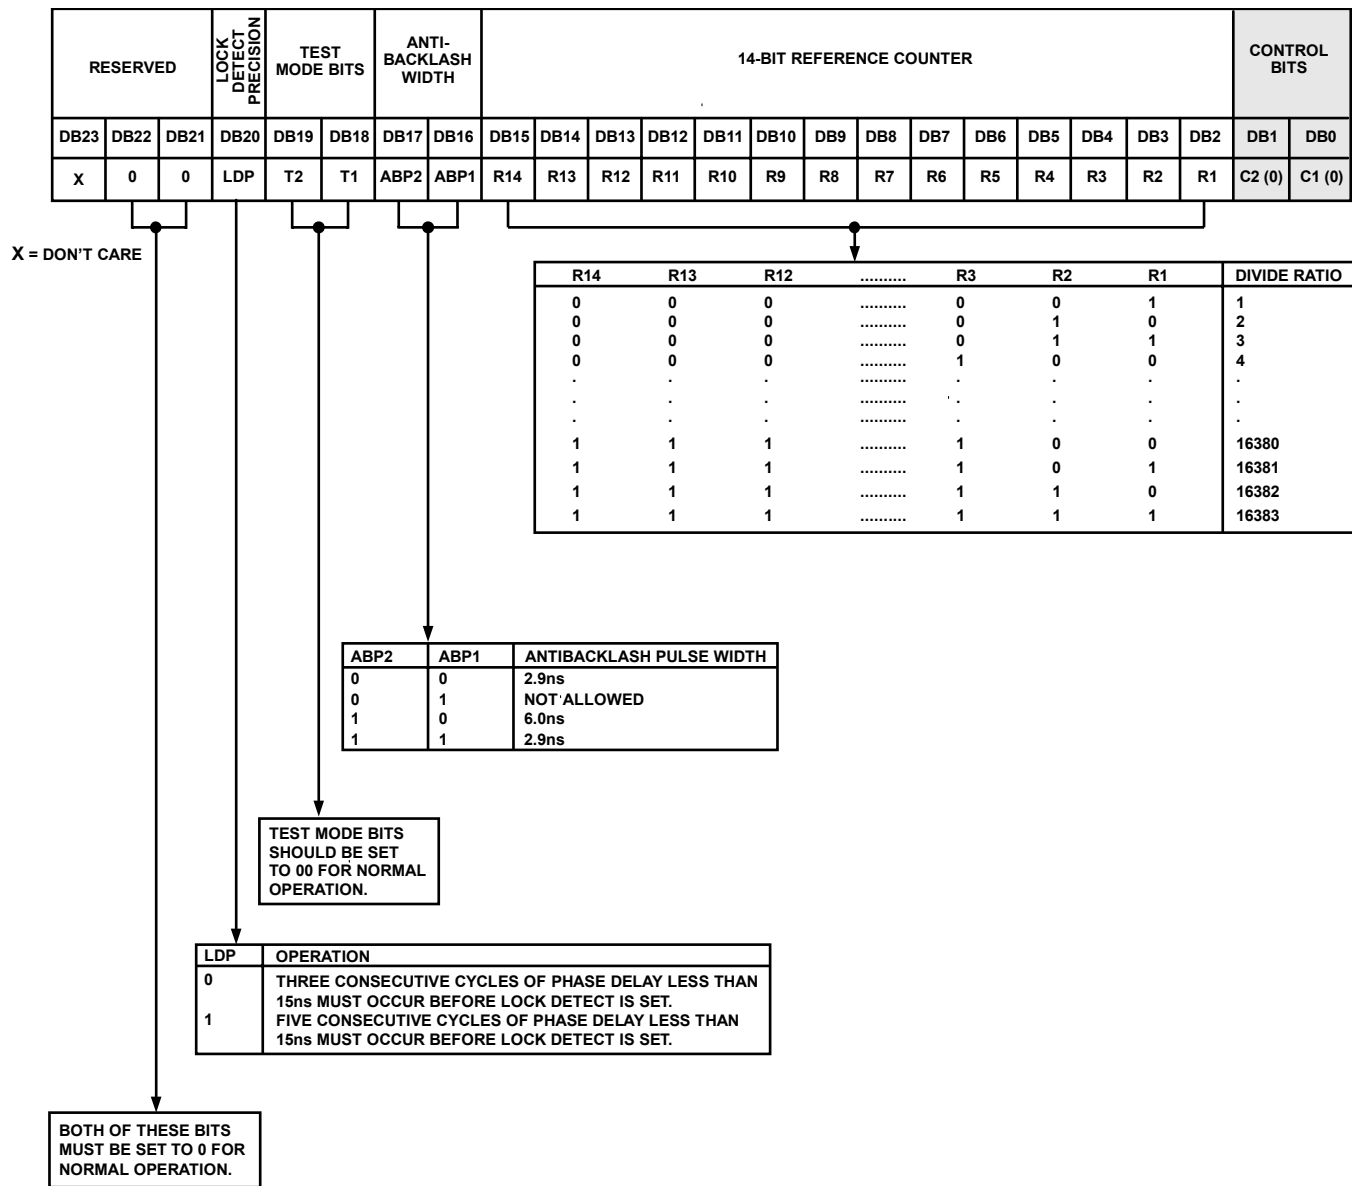 RESERVED
LOCK
DETECT
PRECISION
TEST
MODE BITS
ANTI-
BACKLASH
WIDTH
14-BIT REFERENCE COUNTER
CONTROL
BITS
DB23 DB22 DB21 DB20 DB19 DB18 DB17 DB16 DB15 DB14 DB13 DB12 DB11 DB10 DB9 DB8 DB7 DB6 DB5 DB4 DB3 DB2 DB1 DB0
X 0 0 LDP T2 T1 ABP2 ABP1 R14 R13 R12 R11 R10 R9 R8 R7 R6 R5 R4 R3 R2 R1 C2 (0) C1 (0)
X = DON'T CARE
R14 R13 R12 .......... R3 R2 R1 DIVIDE RATIO
0 0 0 .......... 0 0 1 1
0 0 0 .......... 0 1 0 2
0 0 0 .......... 0 1 1 3
0 0 0 .......... 1 0 0 4
. . . .......... . . . .
. . . .......... . . . .
. . . .......... . . . .
1 1 1 .......... 1 0 0 16380
1 1 1 .......... 1 0 1 16381
1 1 1 .......... 1 1 0 16382
1 1 1 .......... 1 1 1 16383
ABP2 ABP1 ANTIBACKLASH PULSE WIDTH
0 0 2.9ns
0 1 NOT ALLOWED
1 0 6.0ns
1 1 2.9ns
TEST MODE BITS
SHOULD BE SET
TO 00 FOR NORMAL
OPERATION.
LDP OPERATION
0 THREE CONSECUTIVE CYCLES OF PHASE DELAY LESS THAN
15ns MUST OCCUR BEFORE LOCK DETECT IS SET.
1 FIVE CONSECUTIVE CYCLES OF PHASE DELAY LESS THAN
15ns MUST OCCUR BEFORE LOCK DETECT IS SET.
BOTH OF THESE BITS
MUST BE SET TO 0 FOR
NORMAL OPERATION.